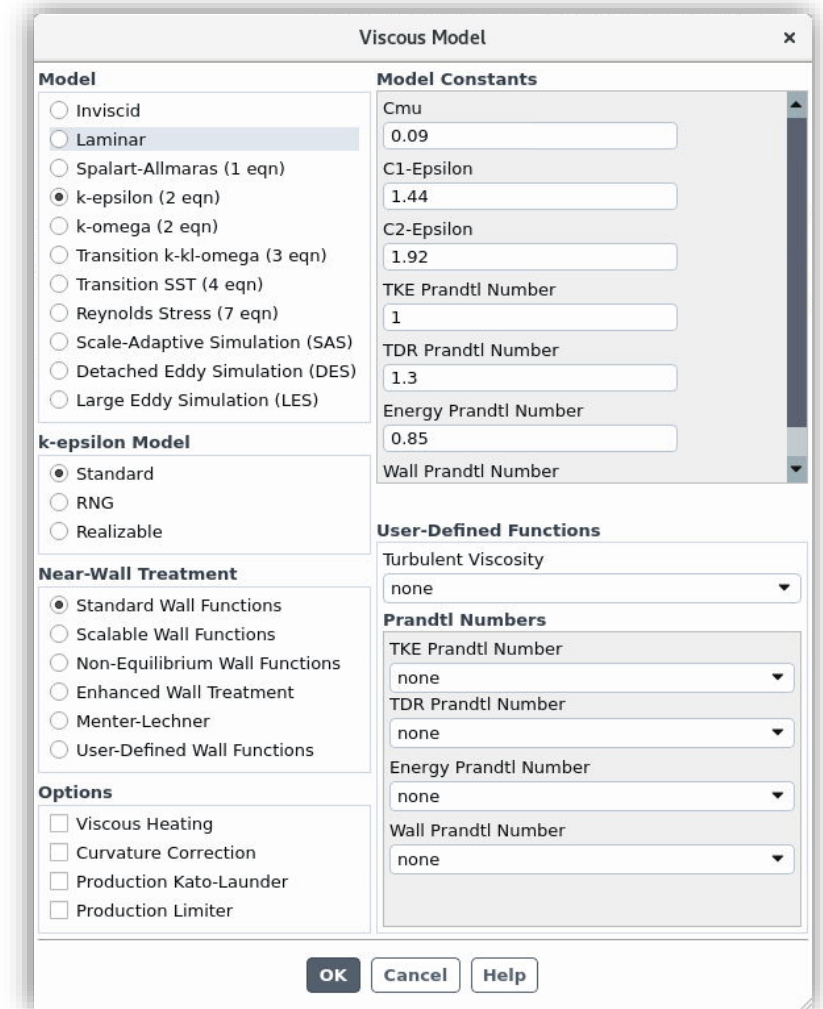 Viscous Model
Model
Inviscid
Laminar
Spalart-Allmaras (1 eqn)
k-epsilon (2 eqn)
k-omega (2 eqn)
Transition k-kl-omega (3 eqn)
Transition SST (4 eqn)
Reynolds Stress (7 eqn)
Scale-Adaptive Simulation (SAS)
Detached Eddy Simulation (DES)
Large Eddy Simulation (LES)
k-epsilon Model
Standard
RNG
Realizable
Near-Wall Treatment
Standard Wall Functions
Scalable Wall Functions
Non-Equilibrium Wall Functions
Enhanced Wall Treatment
Menter-Lechner
User-Defined Wall Functions
Options
Viscous Heating
Curvature Correction
Production Kato-Launder
Production Limiter
Model Constants
Cmu
0.09
C1-Epsilon
1.44
C2-Epsilon
1.92
TKE Prandtl Number
1
TDR Prandtl Number
1.3
Energy Prandtl Number
0.85
Wall Prandtl Number
User-Defined Functions
Turbulent Viscosity
none
Prandtl Numbers
TKE Prandtl Number
none
TDR Prandtl Number
none
Energy Prandtl Number
none
Wall Prandtl Number
none
OK
Cancel
Help